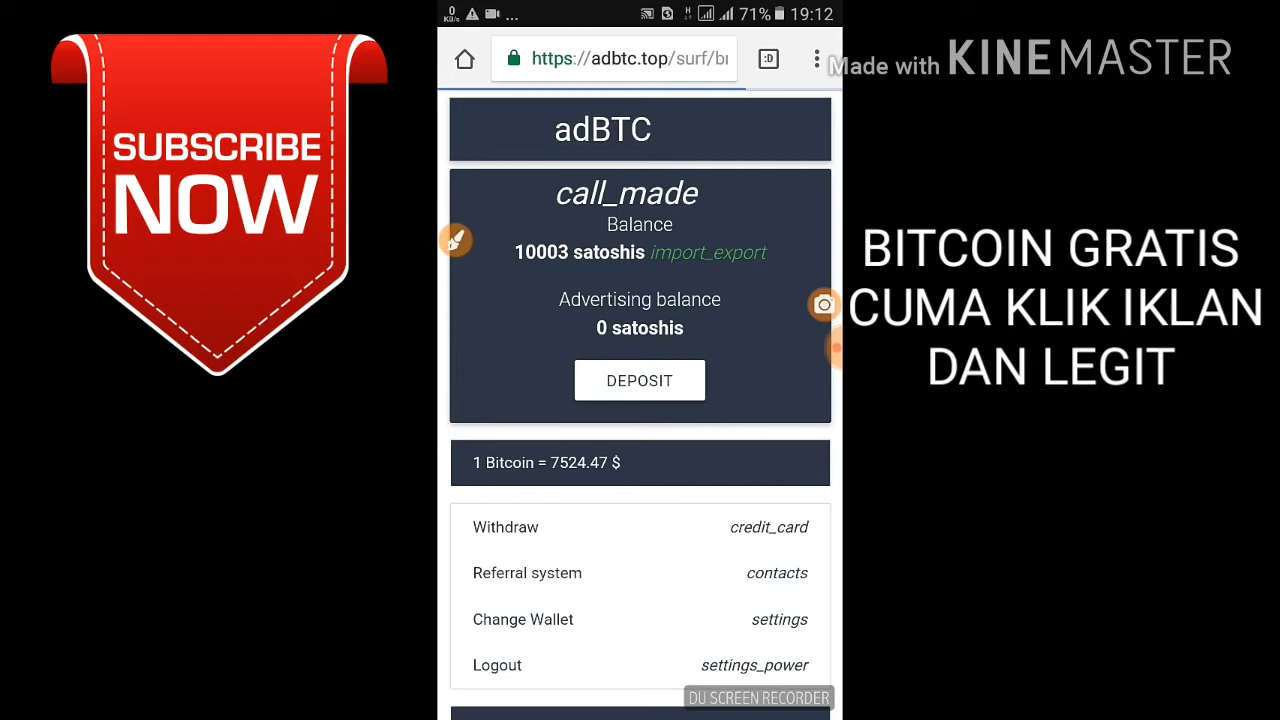 SUBSCRIBE
NOW
0
KB/s ... H 71% 19:12
https://adbtc.top/surf/br :D
Made with KINEMASTER
adBTC
call_made
Balance
10003 satoshis import_export
Advertising balance
0 satoshis
DEPOSIT
1 Bitcoin = 7524.47 $
Withdraw credit_card
Referral system contacts
Change Wallet settings
Logout settings_power
DU SCREEN RECORDER
BITCOIN GRATIS
CUMA KLIK IKLAN
DAN LEGIT